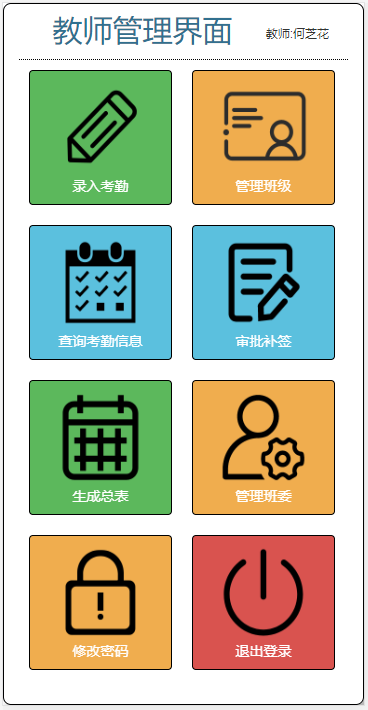 教师管理界面
教师:何芝花
录入考勤
管理班级
查询考勤信息
审批补签
生成总表
管理班委
修改密码
退出登录